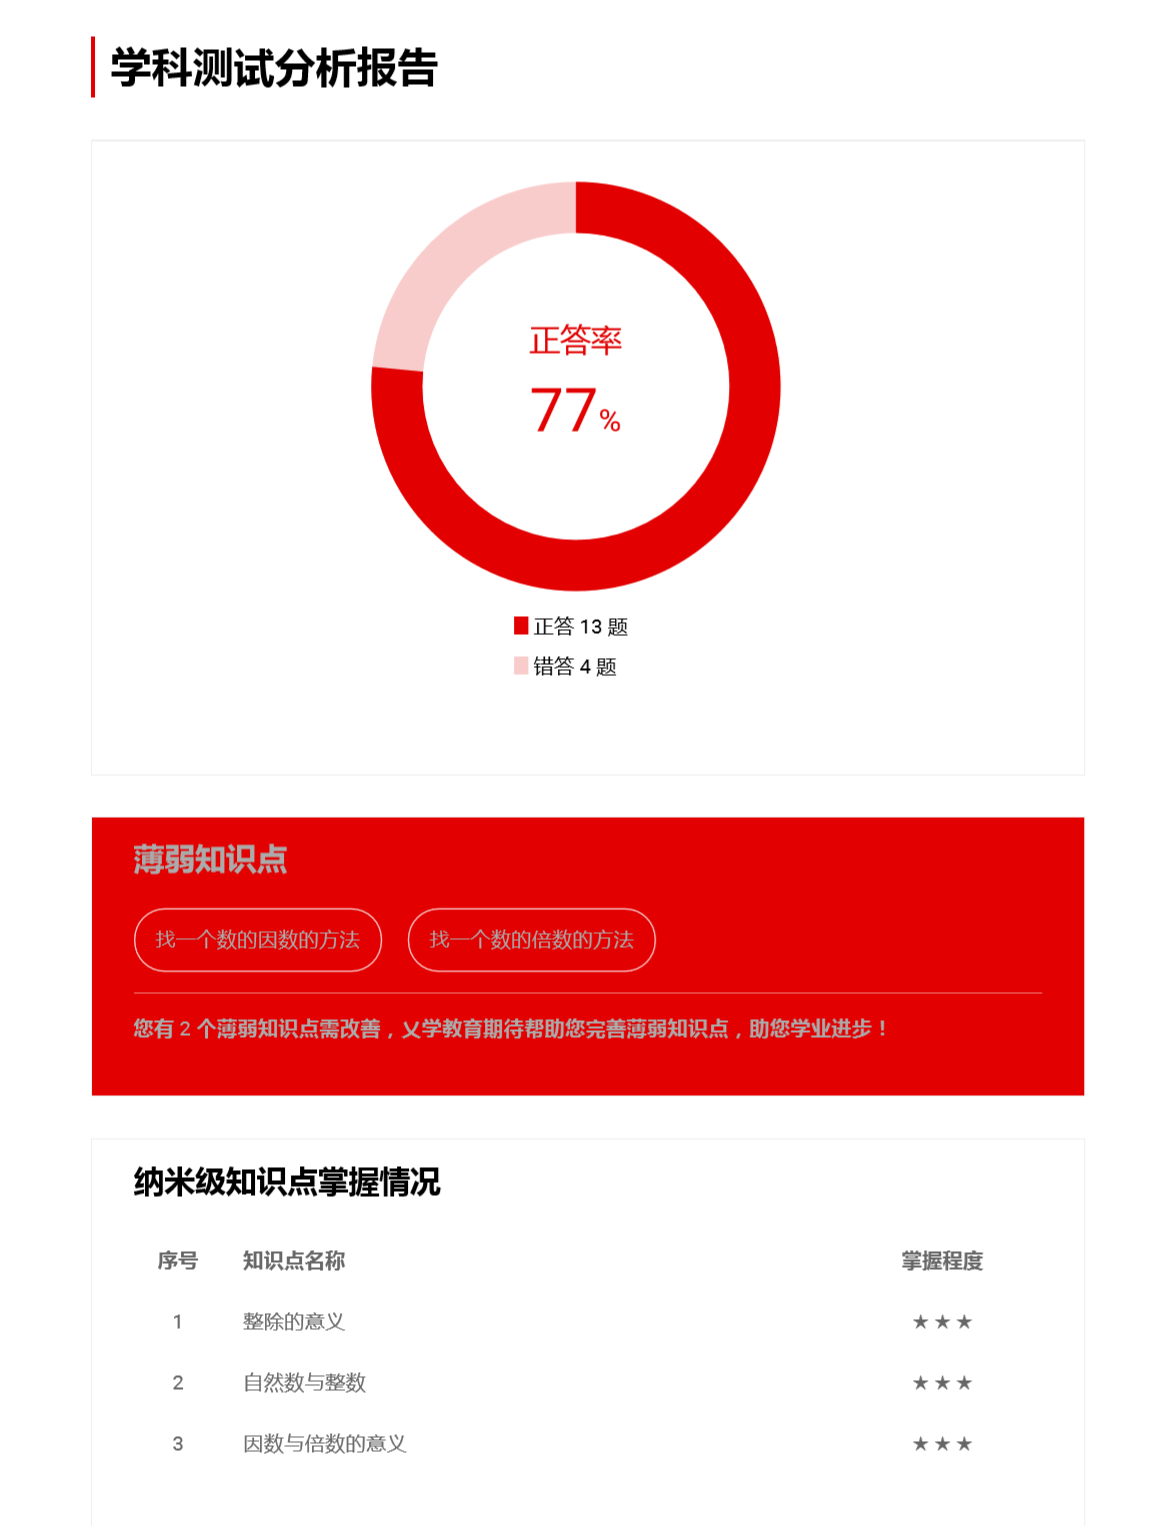 学科测试分析报告
正答率
77%
正答 13 题
错答 4 题
薄弱知识点
找一个数的因数的方法 找一个数的倍数的方法
您有 2 个薄弱知识点需改善，乂学教育期待帮助您完善薄弱知识点，助您学业进步！
纳米级知识点掌握情况
序号 知识点名称 掌握程度
1 整除的意义 ★ ★ ★
2 自然数与整数 ★ ★ ★
3 因数与倍数的意义 ★ ★ ★